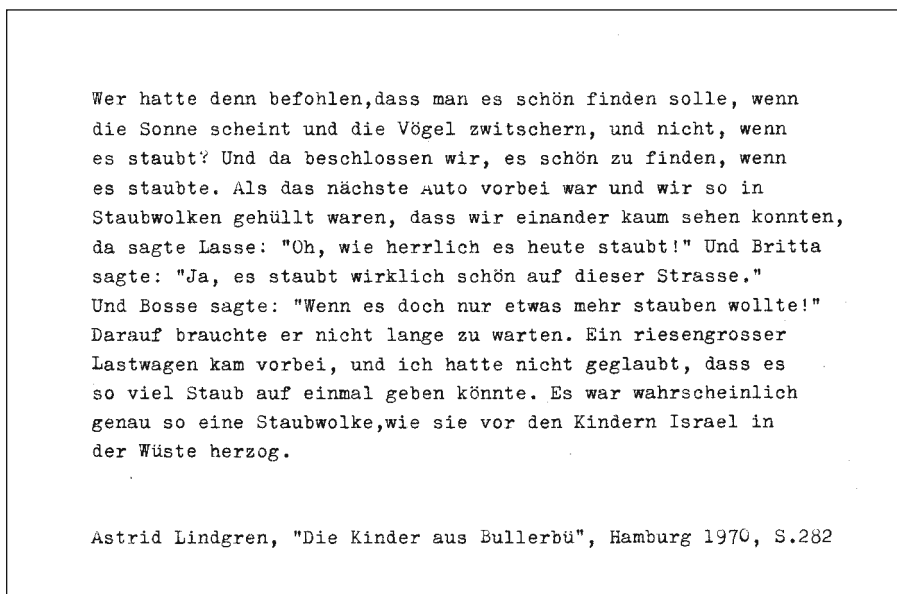 Wer hatte denn befohlen,dass man es schön finden solle, wenn
die Sonne scheint und die Vögel zwitschern, und nicht, wenn
es staubt? Und da beschlossen wir, es schön zu finden, wenn
es staubte. Als das nächste Auto vorbei war und wir so in
Staubwolken gehüllt waren, dass wir einander kaum sehen konnten,
da sagte Lasse: "Oh, wie herrlich es heute staubt!" Und Britta
sagte: "Ja, es staubt wirklich schön auf dieser Strasse."
Und Bosse sagte: "Wenn es doch nur etwas mehr stauben wollte!"
Darauf brauchte er nicht lange zu warten. Ein riesengrosser
Lastwagen kam vorbei, und ich hatte nicht geglaubt, dass es
so viel Staub auf einmal geben könnte. Es war wahrscheinlich
genau so eine Staubwolke,wie sie vor den Kindern Israel in
der Wüste herzog.
Astrid Lindgren, "Die Kinder aus Bullerbü", Hamburg 1970, S.282